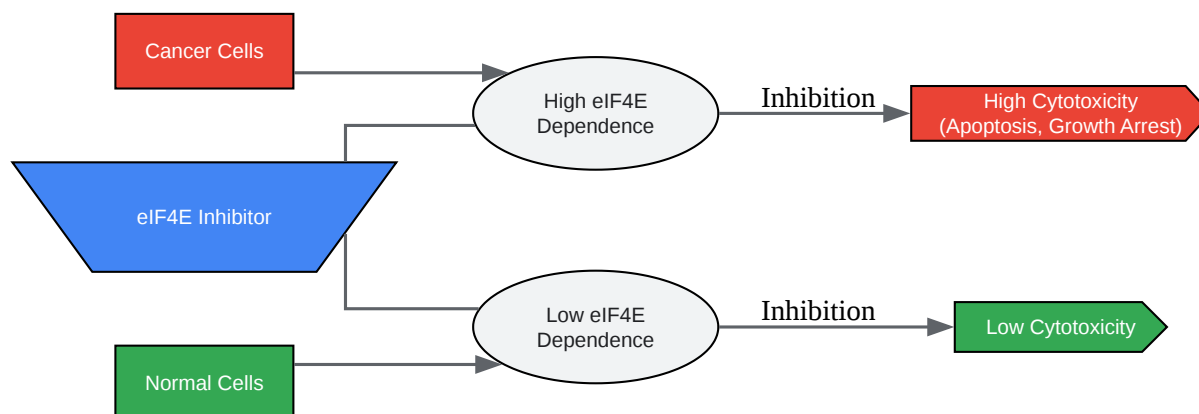 Cancer Cells
High eIF4E
Dependence
Inhibition
High Cytotoxicity
(Apoptosis, Growth Arrest)
eIF4E Inhibitor
Low eIF4E
Dependence
Inhibition
Low Cytotoxicity
Normal Cells